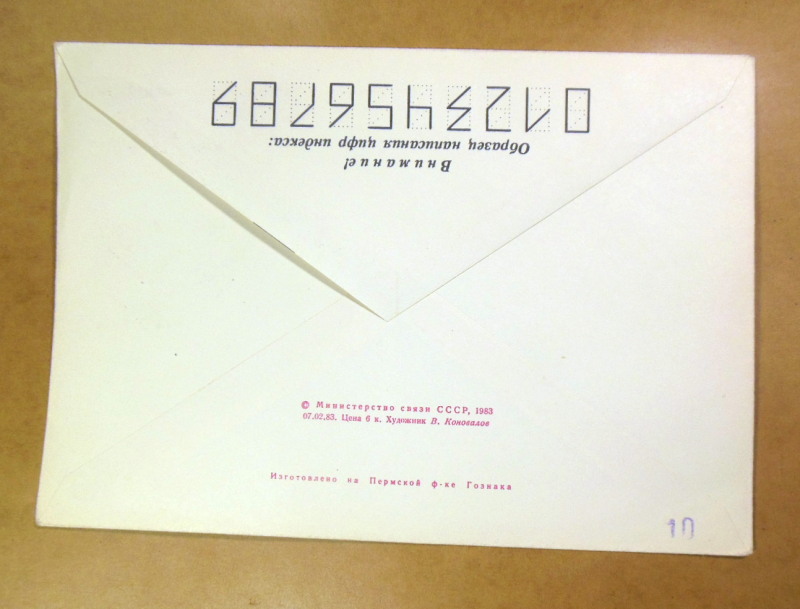 Внимание!
Образец написания цифр индекса:
0123456789
© Министерство связи СССР, 1983
07.02.83. Цена 6 к. Художник В. Коновалов
Изготовлено на Пермской ф-ке Гознака
10